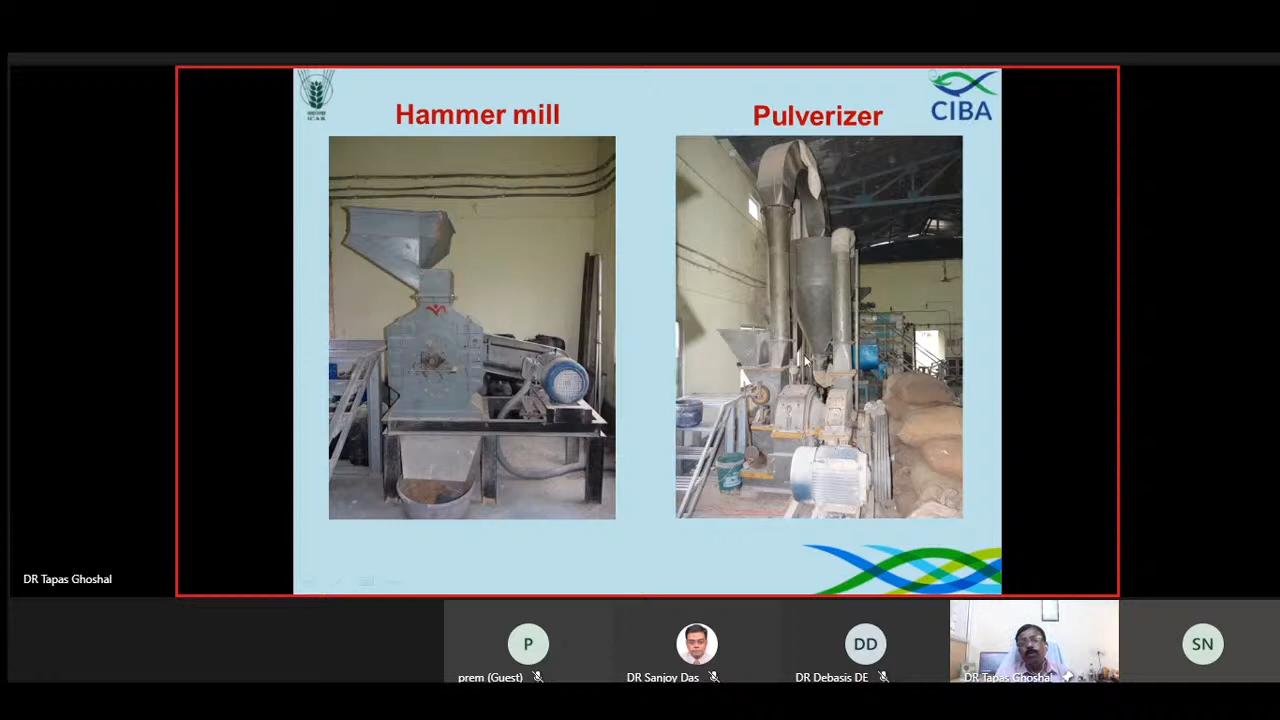 Hammer mill
Pulverizer
CIBA
ICAR
DR Tapas Ghoshal
P
DD
SN
prem (Guest)
DR Sanjoy Das
DR Debasis DE
DR Tapas Ghoshal